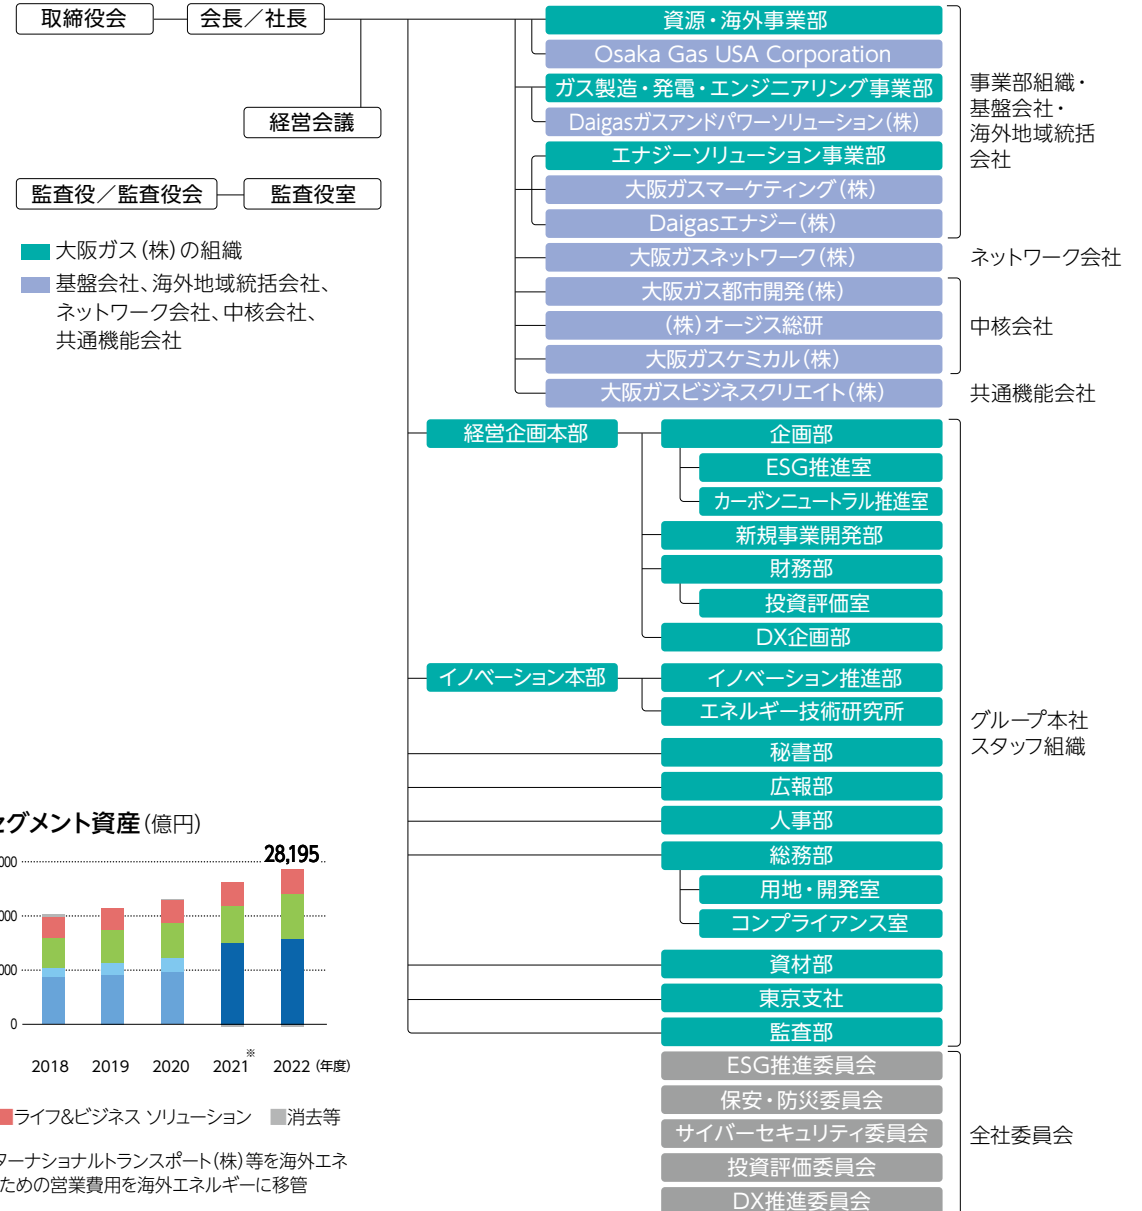 取締役会
会長／社長
経営会議
監査役／監査役会
監査役室
大阪ガス(株)の組織
基盤会社、海外地域統括会社、
ネットワーク会社、中核会社、
共通機能会社
資源・海外事業部
Osaka Gas USA Corporation
ガス製造・発電・エンジニアリング事業部
Daigasガスアンドパワーソリューション(株)
エナジーソリューション事業部
大阪ガスマーケティング(株)
Daigasエナジー(株)
事業部組織・
基盤会社・
海外地域統括
会社
大阪ガスネットワーク(株)
ネットワーク会社
大阪ガス都市開発(株)
(株)オージス総研
大阪ガスケミカル(株)
中核会社
大阪ガスビジネスクリエイト(株)
共通機能会社
経営企画本部
企画部
ESG推進室
カーボンニュートラル推進室
新規事業開発部
財務部
投資評価室
DX企画部
イノベーション本部
イノベーション推進部
エネルギー技術研究所
秘書部
広報部
人事部
総務部
用地・開発室
コンプライアンス室
資材部
東京支社
監査部
グループ本社
スタッフ組織
ESG推進委員会
保安・防災委員会
サイバーセキュリティ委員会
投資評価委員会
DX推進委員会
全社委員会
セグメント資産(億円)
28,195
000
000
000
0
2018 2019 2020 2021※ 2022 (年度)
ライフ&ビジネス ソリューション 消去等
ターナショナルトランスポート(株)等を海外エネ
ための営業費用を海外エネルギーに移管